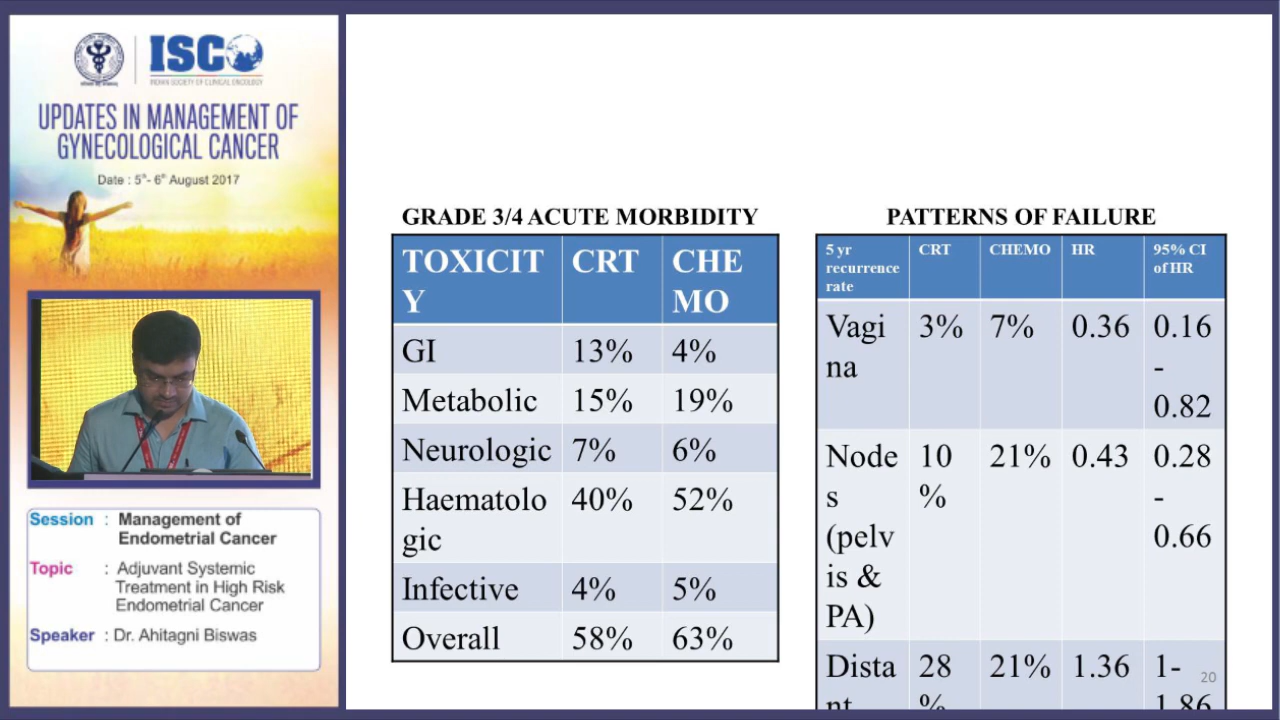 ISCO
INDIAN SOCIETY OF CLINICAL ONCOLOGY
UPDATES IN MANAGEMENT OF
GYNECOLOGICAL CANCER
Date : 5th- 6th August 2017
Session : Management of
Endometrial Cancer
Topic : Adjuvant Systemic
Treatment in High Risk
Endometrial Cancer
Speaker : Dr. Ahitagni Biswas
GRADE 3/4 ACUTE MORBIDITY
TOXICIT CRT CHE
Y MO
GI 13% 4%
Metabolic 15% 19%
Neurologic 7% 6%
Haematolo 40% 52%
gic
Infective 4% 5%
Overall 58% 63%
PATTERNS OF FAILURE
5 yr CRT CHEMO HR 95% CI
recurrence of HR
rate
Vagi 3% 7% 0.36 0.16
na -
0.82
Node 10 21% 0.43 0.28
s % -
(pelv 0.66
is &
PA)
Dista 28 21% 1.36 1-
nt % 1.86
20